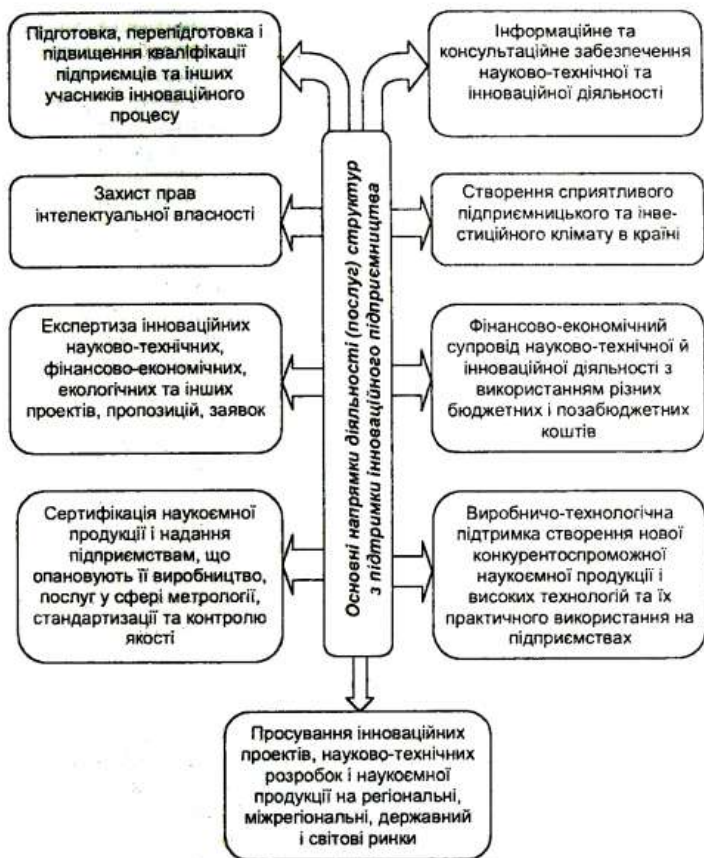 Підготовка, перепідготовка і
підвищення кваліфікації
підприємців та інших
учасників інноваційного
процесу
Інформаційне та
консультаційне забезпечення
науково-технічної та
інноваційної діяльності
Захист прав
інтелектуальної власності
Створення сприятливого
підприємницького та інве-
стиційного клімату в країні
Експертиза інноваційних
науково-технічних,
фінансово-економічних,
екологічних та інших
проектів, пропозицій, заявок
Фінансово-економічний
супровід науково-технічної й
інноваційної діяльності з
використанням різних
бюджетних і позабюджетних
коштів
Сертифікація наукоємної
продукції і надання
підприємствам, що
опановують її виробництво,
послуг у сфері метрології,
стандартизації та контролю
якості
Виробничо-технологічна
підтримка створення нової
конкурентоспроможної
наукоємної продукції і
високих технологій та їх
практичного використання на
підприємствах
Основні напрямки діяльності (послуг) структур
з підтримки інноваційного підприємництва
Просування інноваційних
проектів, науково-технічних
розробок і наукоємної
продукції на регіональні,
міжрегіональні, державний
і світові ринки